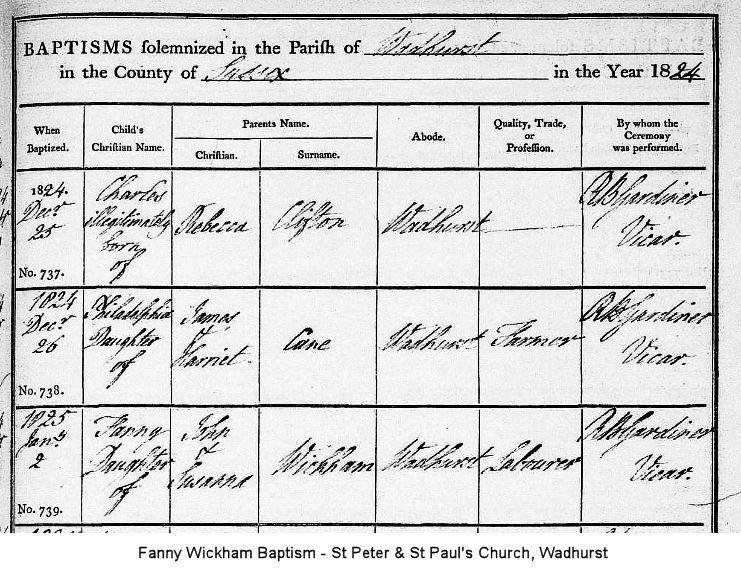 BAPTISMS solemnized in the Parish of Wadhurst
in the County of Sussex in the Year 1824
When Baptized. Child's Christian Name. Parents Name. Abode. Quality, Trade, or Profession. By whom the Ceremony was performed.
Christian. Surname.
1824. Decr 25 No. 737. Charles illegitimately born of Rebecca Clifton Wadhurst R B Gardiner Vicar.
1824 Decr 26 No. 738. Philadelphia Daughter of James & Harriet Cane Wadhurst Farmer R B Gardiner Vicar.
1825 Jany 2 No. 739. Fanny Daughter of John & Susanna Wickham Wadhurst Labourer R B Gardiner Vicar.
Fanny Wickham Baptism - St Peter & St Paul's Church, Wadhurst